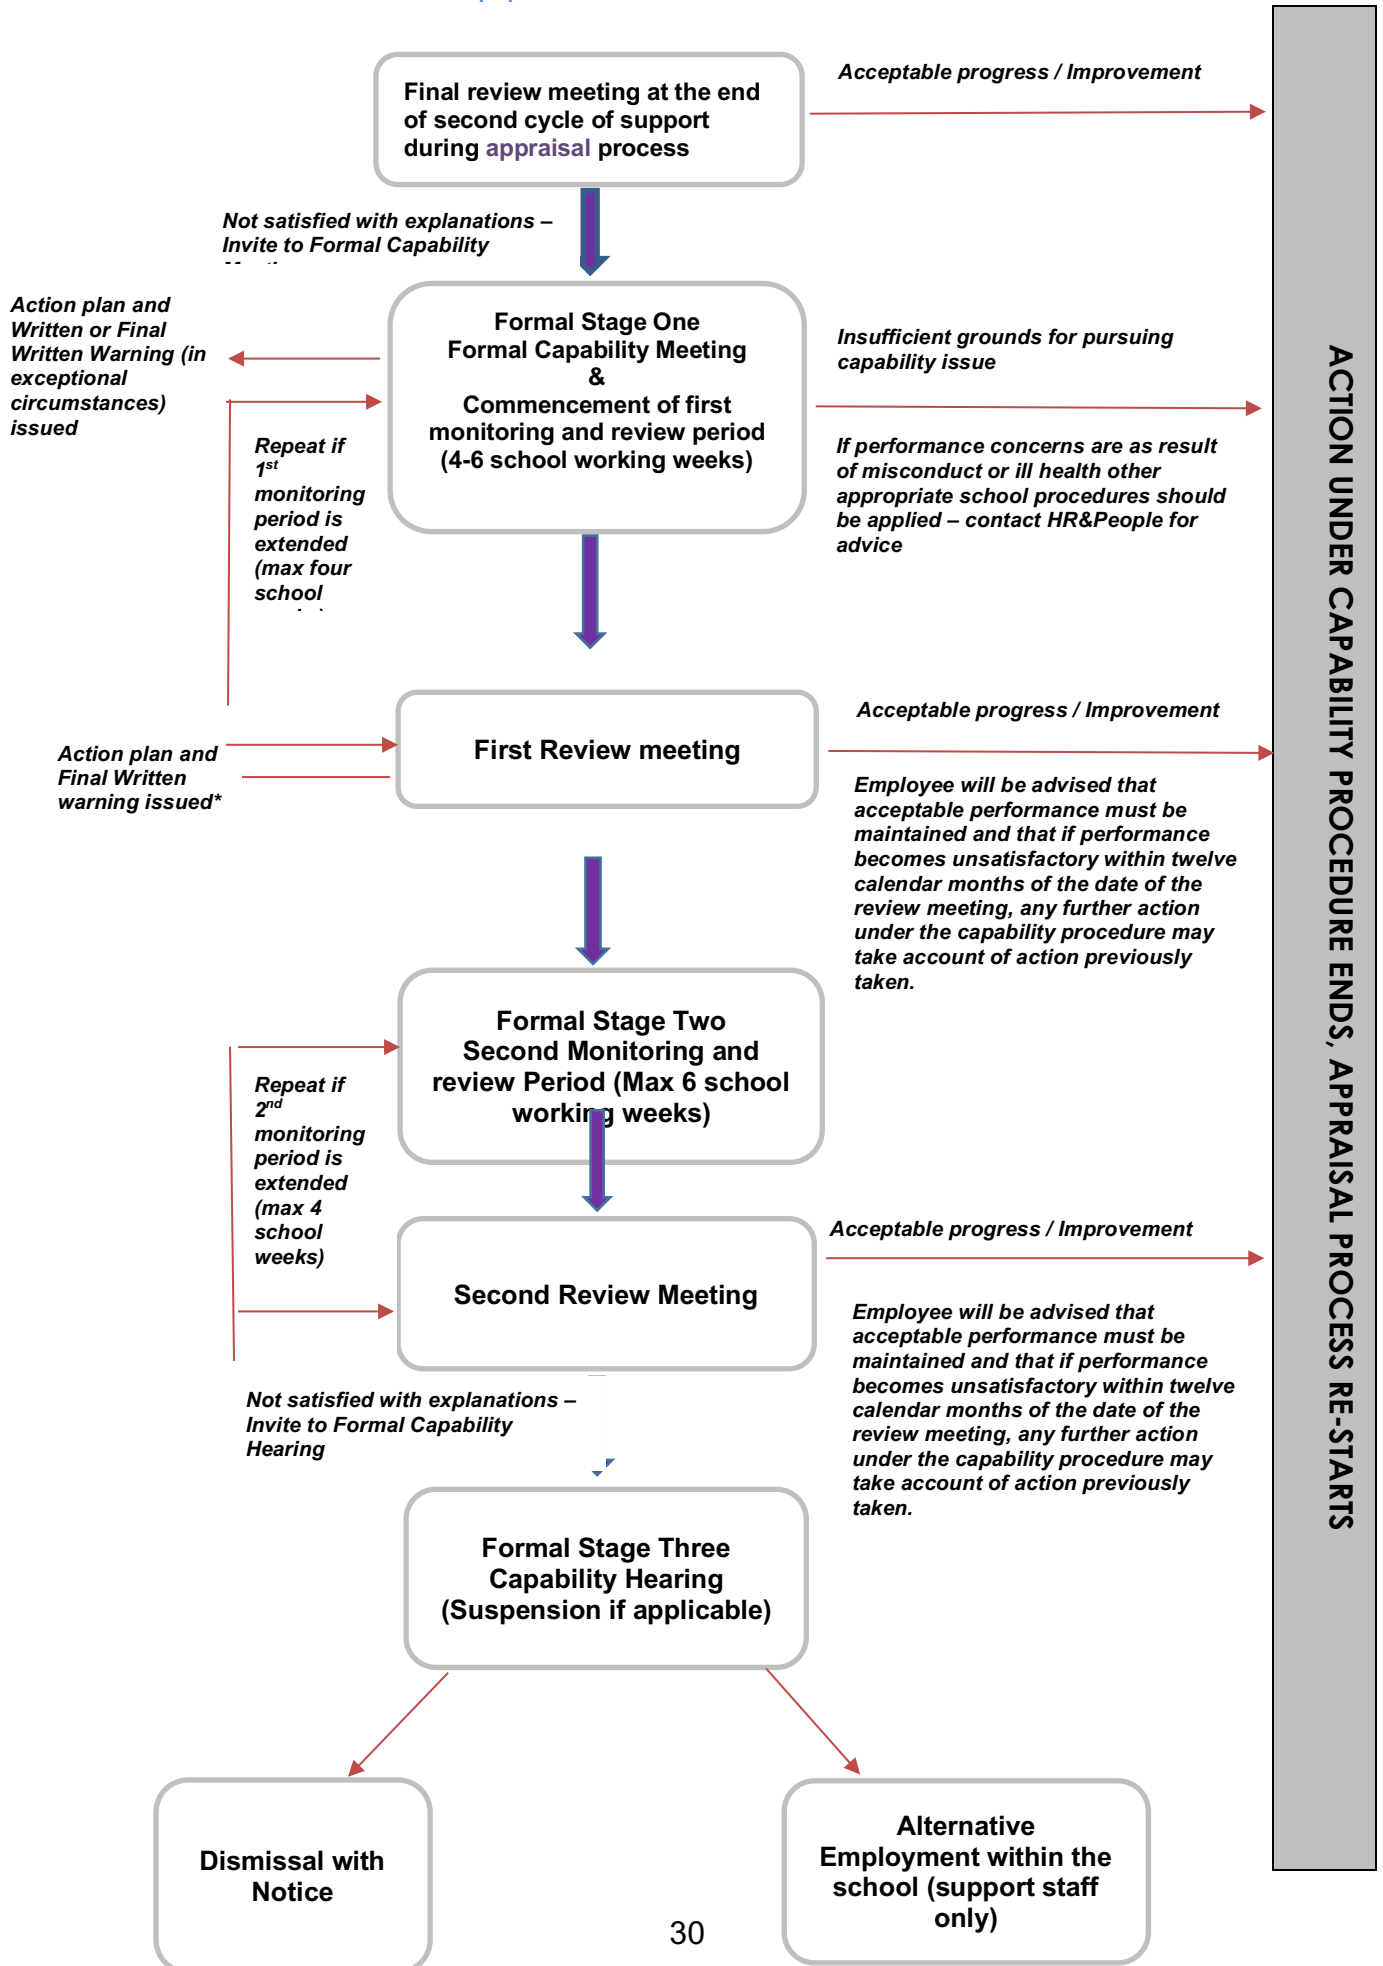 Final review meeting at the end
of second cycle of support
during appraisal process
Acceptable progress / Improvement
Not satisfied with explanations –
Invite to Formal Capability
Action plan and
Written or Final
Written Warning (in
exceptional
circumstances)
issued
Formal Stage One
Formal Capability Meeting
&
Commencement of first
monitoring and review period
(4-6 school working weeks)
Insufficient grounds for pursuing
capability issue
If performance concerns are as result
of misconduct or ill health other
appropriate school procedures should
be applied – contact HR&People for
advice
Repeat if
1st
monitoring
period is
extended
(max four
school
Action plan and
Final Written
warning issued*
First Review meeting
Acceptable progress / Improvement
Employee will be advised that
acceptable performance must be
maintained and that if performance
becomes unsatisfactory within twelve
calendar months of the date of the
review meeting, any further action
under the capability procedure may
take account of action previously
taken.
Formal Stage Two
Second Monitoring and
review Period (Max 6 school
working weeks)
Repeat if
2nd
monitoring
period is
extended
(max 4
school
weeks)
Second Review Meeting
Acceptable progress / Improvement
Employee will be advised that
acceptable performance must be
maintained and that if performance
becomes unsatisfactory within twelve
calendar months of the date of the
review meeting, any further action
under the capability procedure may
take account of action previously
taken.
Not satisfied with explanations –
Invite to Formal Capability
Hearing
Formal Stage Three
Capability Hearing
(Suspension if applicable)
Dismissal with
Notice
Alternative
Employment within the
school (support staff
only)
ACTION UNDER CAPABILITY PROCEDURE ENDS, APPRAISAL PROCESS RE-STARTS
30